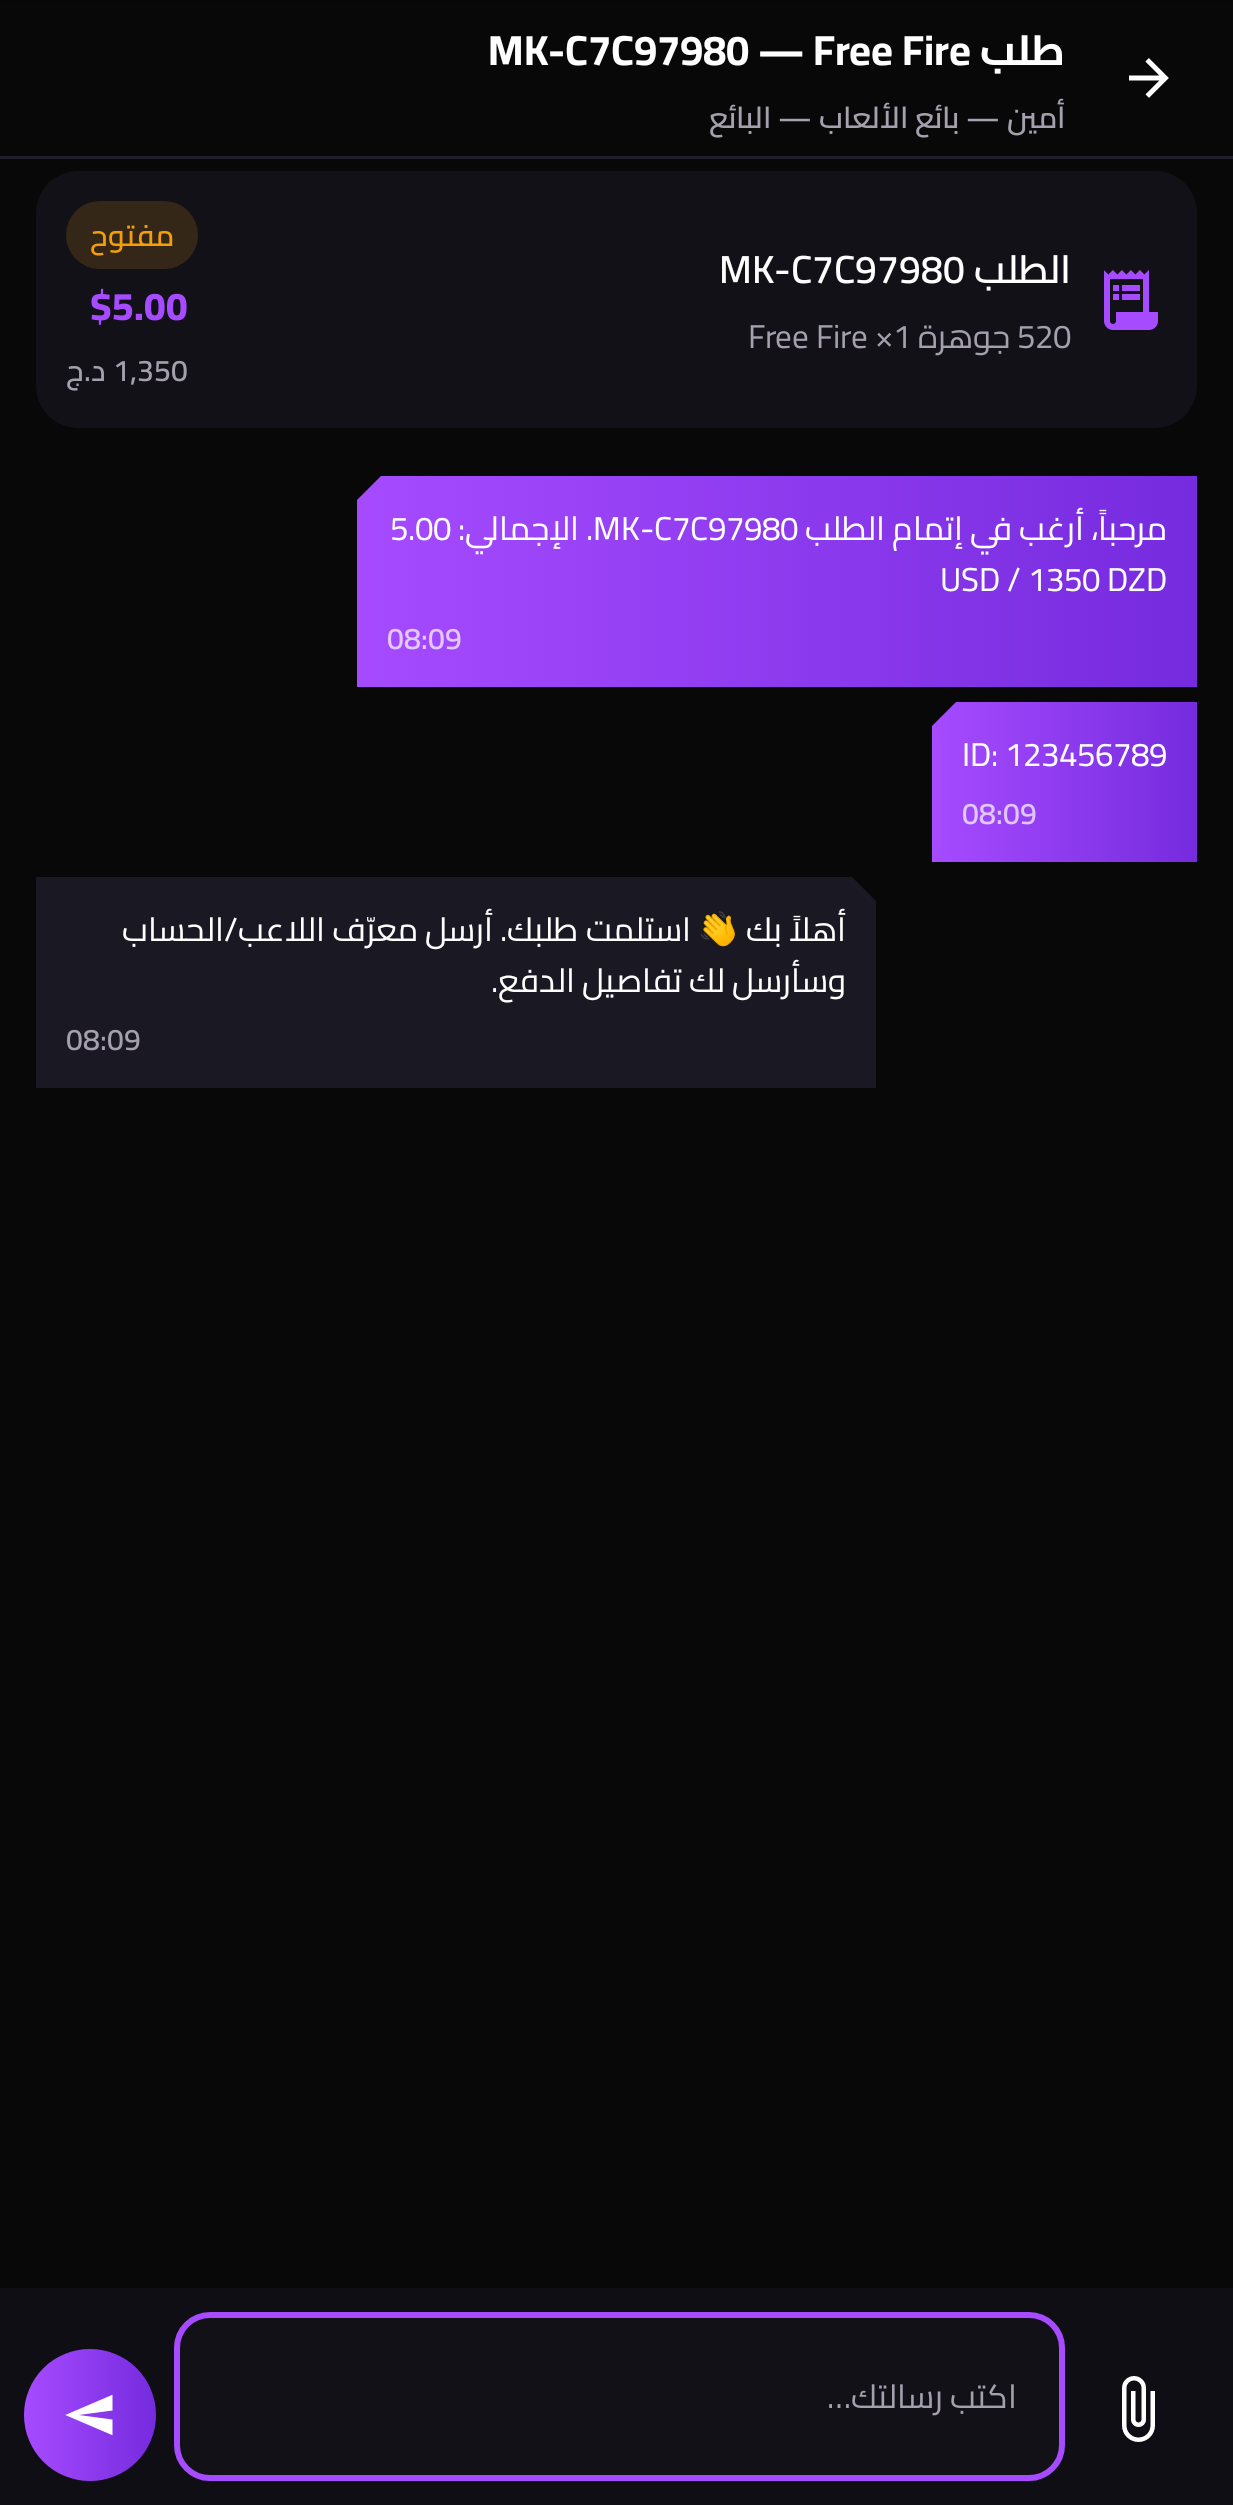 طلب MK-C7C97980 — Free Fire
أمين — بائع الألعاب — البائع
الطلب MK-C7C97980
520 جوهرة Free Fire ×1
مفتوح
$5.00
1,350 د.ج
مرحباً، أرغب في إتمام الطلب MK-C7C97980. الإجمالي: 5.00
USD / 1350 DZD
08:09
ID: 123456789
08:09
أهلاً بك 👋 استلمت طلبك. أرسل معرّف اللاعب/الحساب
وسأرسل لك تفاصيل الدفع.
08:09
اكتب رسالتك...